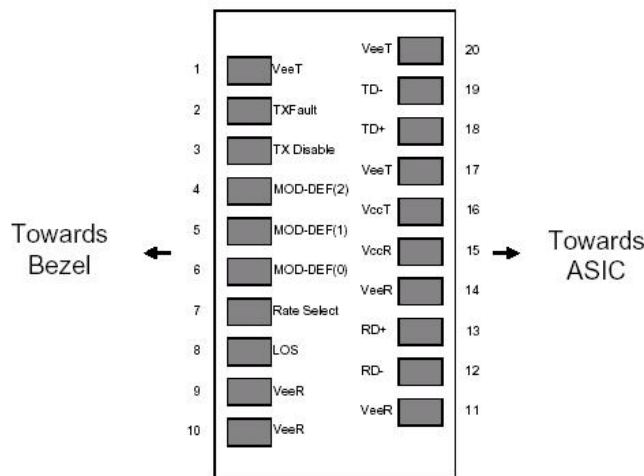 1 VeeT
2 TXFault
3 TX Disable
4 MOD-DEF(2)
5 MOD-DEF(1)
6 MOD-DEF(0)
7 Rate Select
8 LOS
9 VeeR
10 VeeR
VeeT 20
TD- 19
TD+ 18
VeeT 17
VccT 16
VccR 15
VeeR 14
RD+ 13
RD- 12
VeeR 11
Towards
Bezel
Towards
ASIC